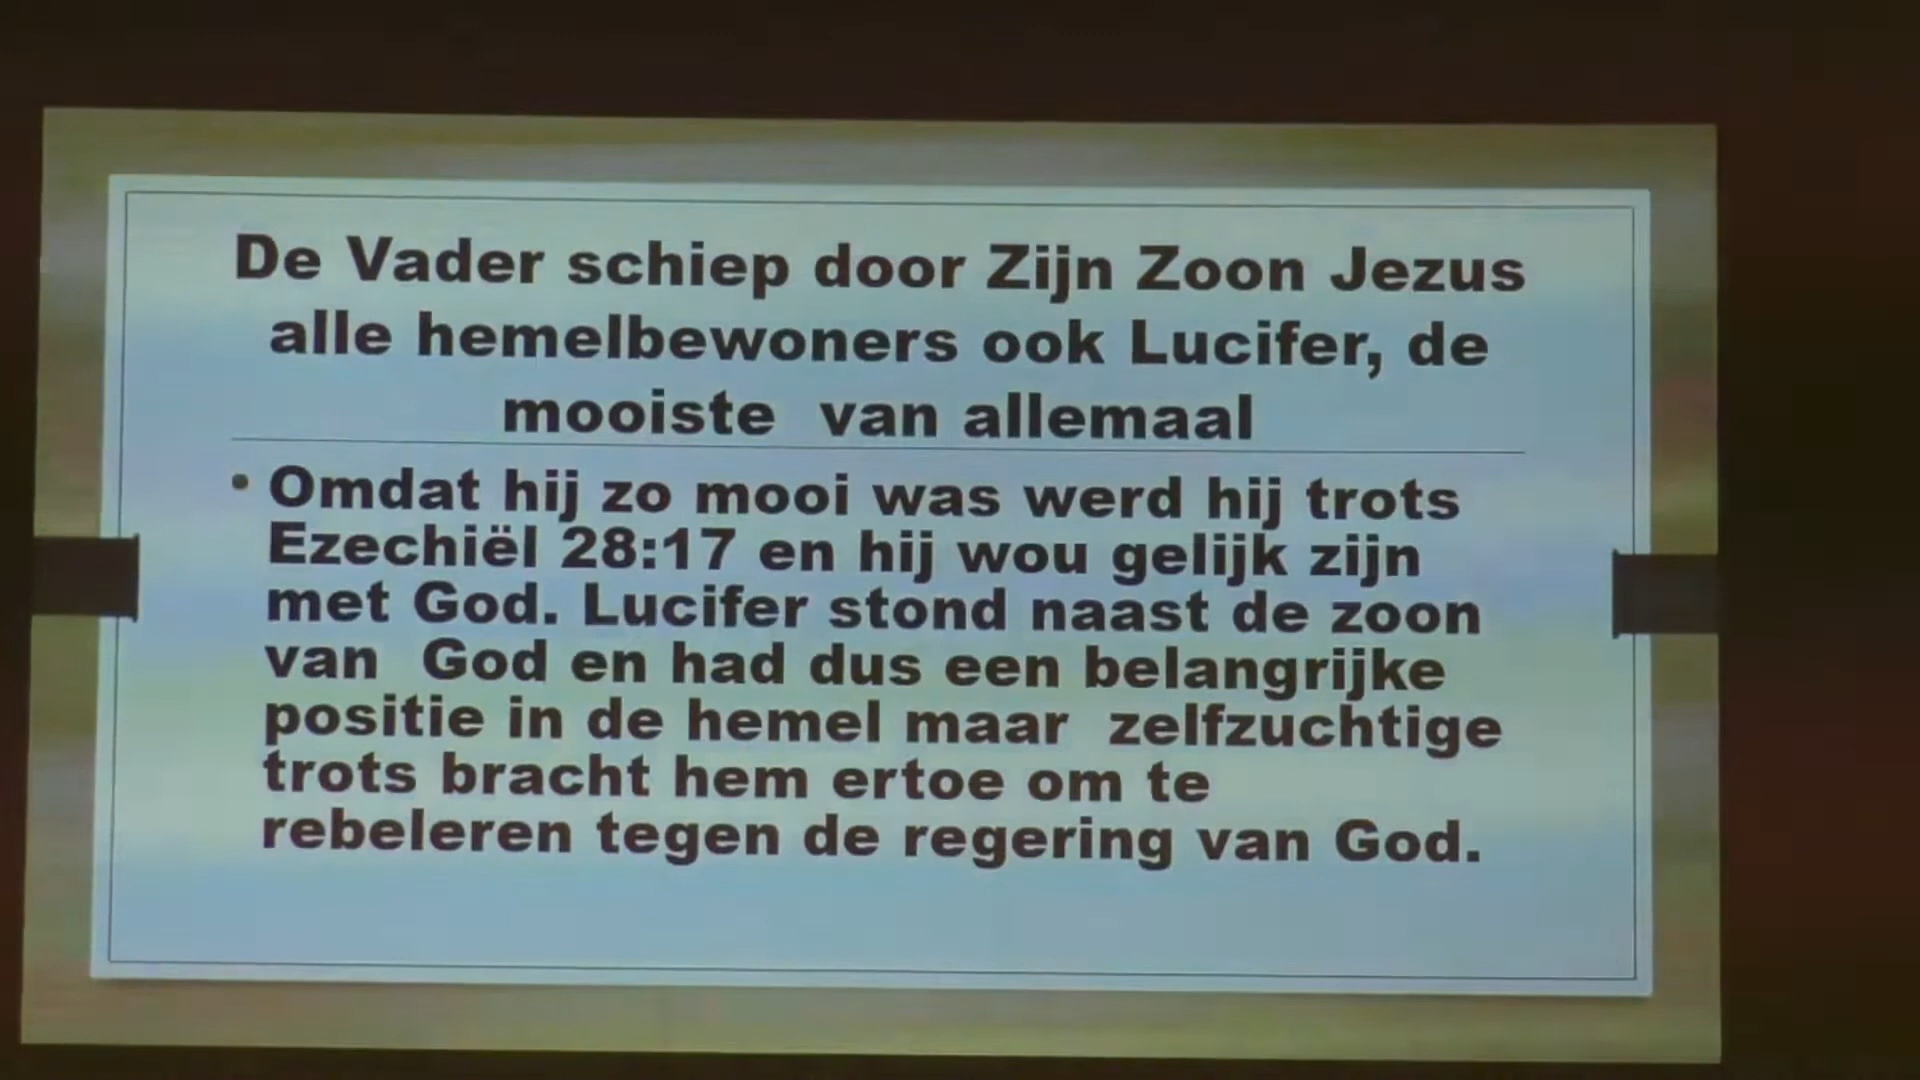 De Vader schiep door Zijn Zoon Jezus
alle hemelbewoners ook Lucifer, de
mooiste van allemaal
• Omdat hij zo mooi was werd hij trots
Ezechiël 28:17 en hij wou gelijk zijn
met God. Lucifer stond naast de zoon
van God en had dus een belangrijke
positie in de hemel maar zelfzuchtige
trots bracht hem ertoe om te
rebeleren tegen de regering van God.